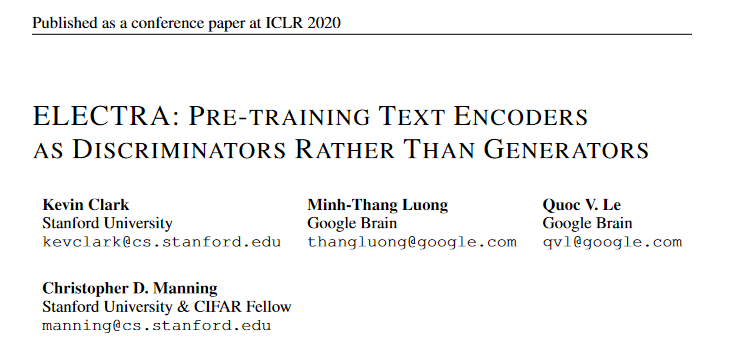 Published as a conference paper at ICLR 2020
ELECTRA: PRE-TRAINING TEXT ENCODERS
AS DISCRIMINATORS RATHER THAN GENERATORS
Kevin Clark
Stanford University
kevclark@cs.stanford.edu
Minh-Thang Luong
Google Brain
thangluong@google.com
Quoc V. Le
Google Brain
qvl@google.com
Christopher D. Manning
Stanford University & CIFAR Fellow
manning@cs.stanford.edu